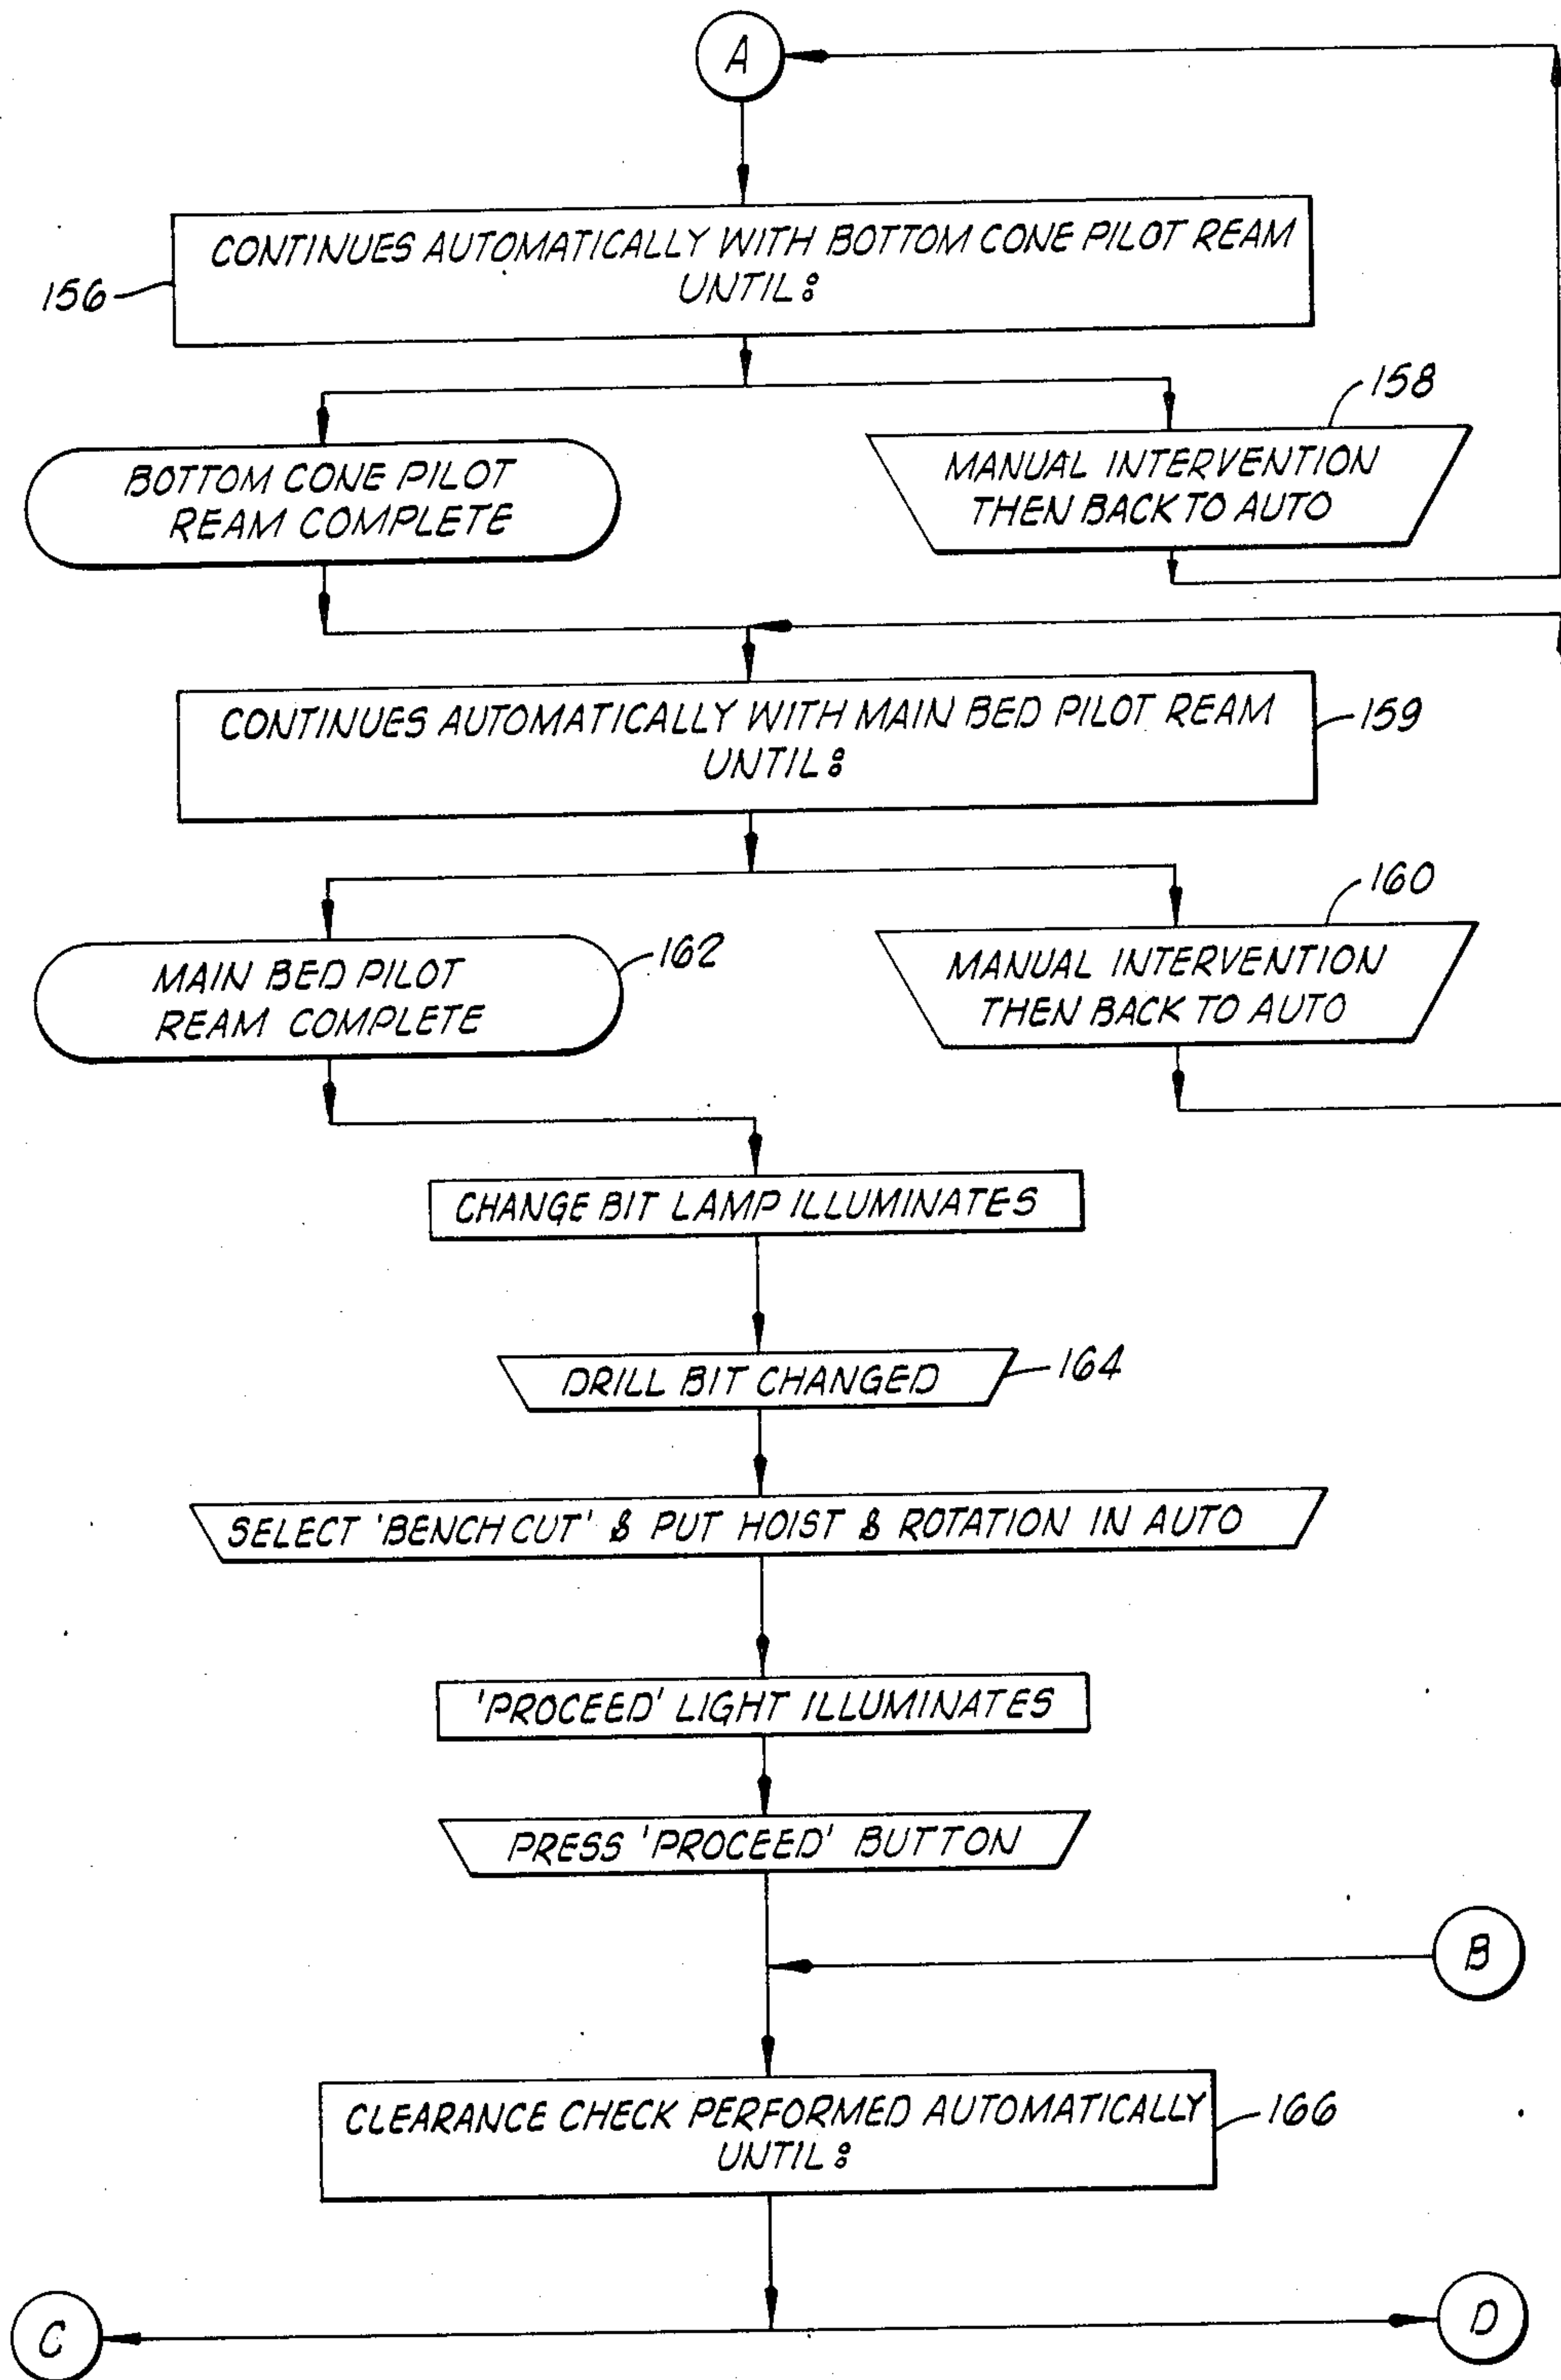 A
CONTINUES AUTOMATICALLY WITH BOTTOM CONE PILOT REAM
UNTIL:
156
158
BOTTOM CONE PILOT
REAM COMPLETE
MANUAL INTERVENTION
THEN BACK TO AUTO
CONTINUES AUTOMATICALLY WITH MAIN BED PILOT REAM
UNTIL:
159
160
MAIN BED PILOT
REAM COMPLETE
162
MANUAL INTERVENTION
THEN BACK TO AUTO
CHANGE BIT LAMP ILLUMINATES
DRILL BIT CHANGED
164
SELECT 'BENCH CUT' & PUT HOIST & ROTATION IN AUTO
'PROCEED' LIGHT ILLUMINATES
PRESS 'PROCEED' BUTTON
B
CLEARANCE CHECK PERFORMED AUTOMATICALLY
UNTIL:
166
C
D